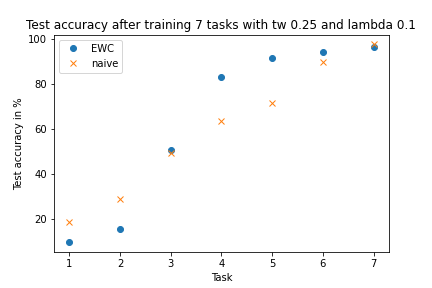 Test accuracy after training 7 tasks with tw 0.25 and lambda 0.1
EWC
naive
Test accuracy in %
100
80
60
40
20
1 2 3 4 5 6 7
Task